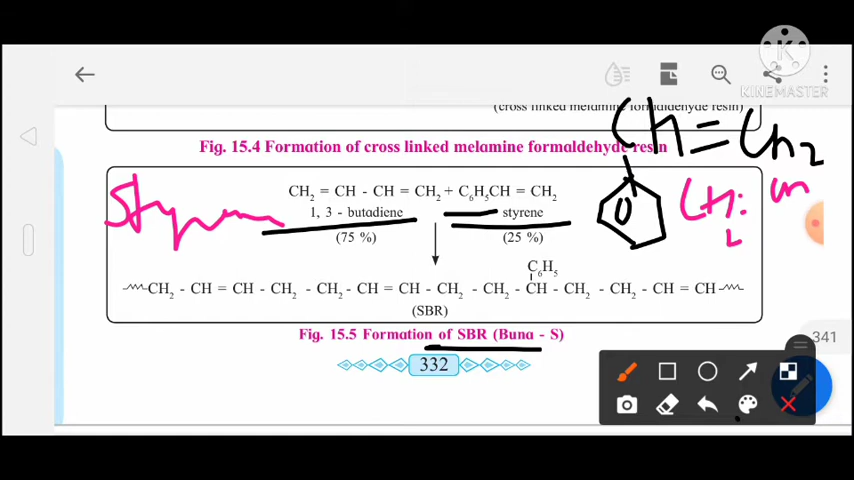 KINEMASTER
(cross linked melamine formaldehyde resin)
Fig. 15.4 Formation of cross linked melamine formaldehyde resin
CH = CH₂
CH₂ = CH - CH = CH₂ + C₆H₅CH = CH₂
1, 3 - butadiene styrene
(75 %) (25 %)
CH₂
C₆H₅
CH₂ - CH = CH - CH₂ - CH₂ - CH = CH - CH₂ - CH₂ - CH - CH₂ - CH₂ - CH = CH
(SBR)
Fig. 15.5 Formation of SBR (Buna - S)
341
332